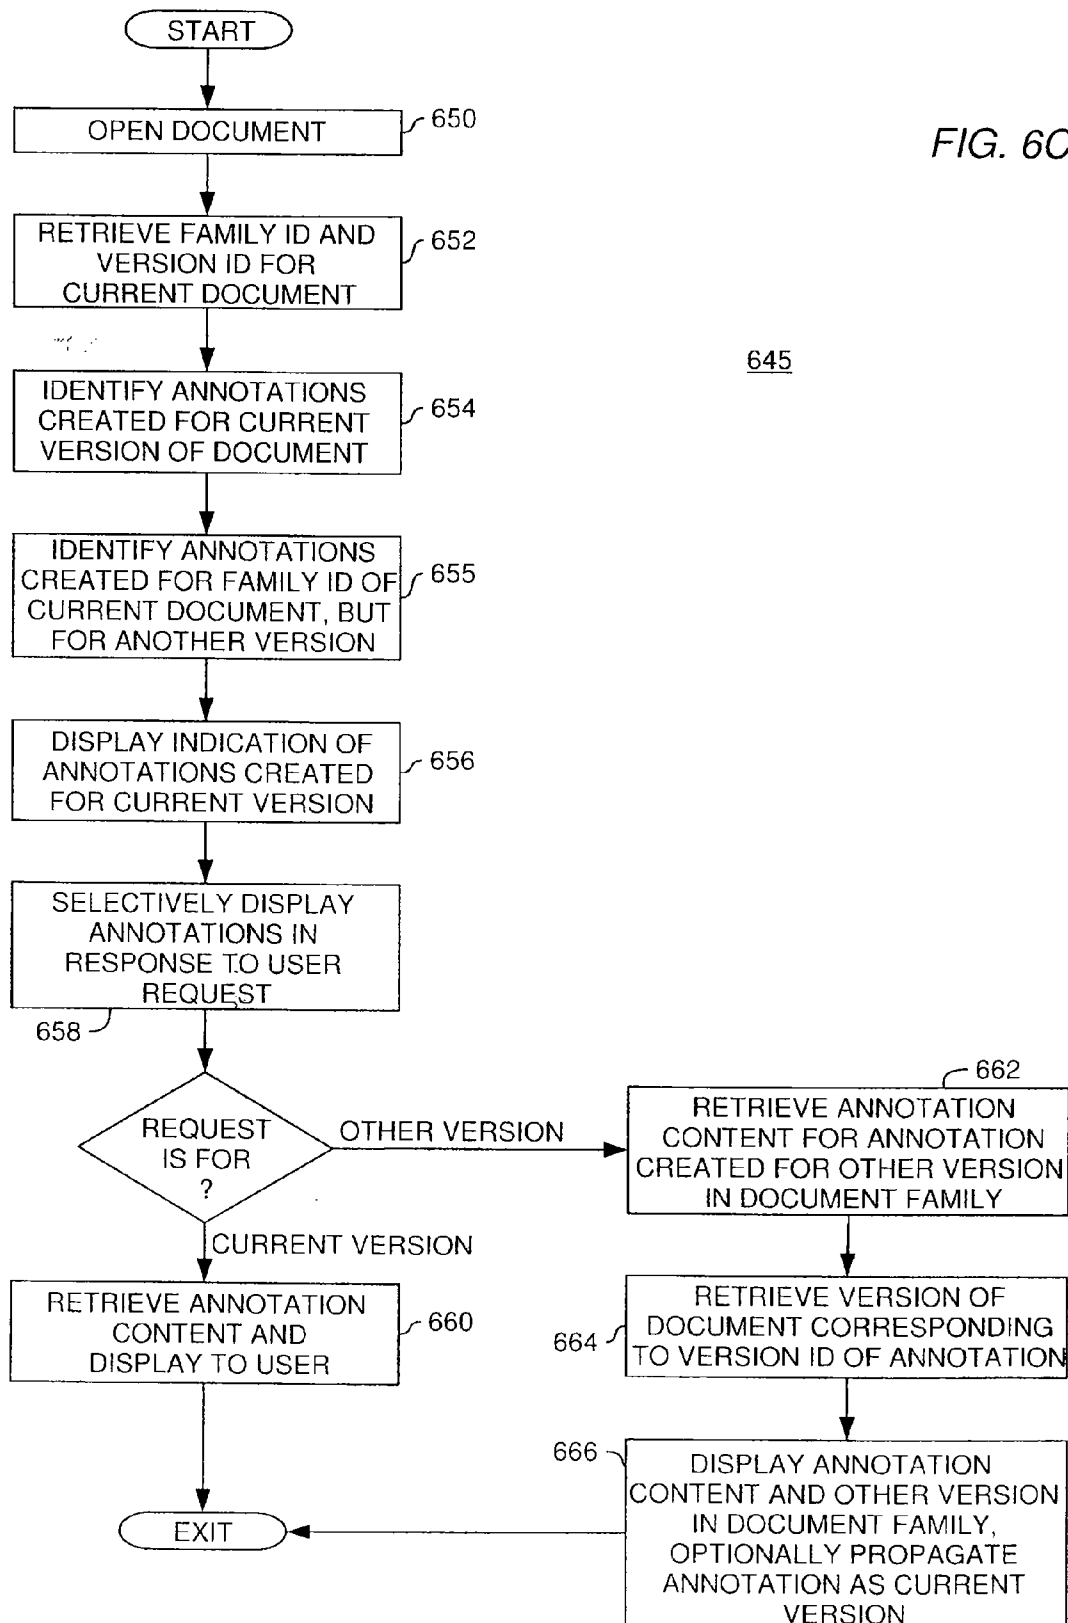 START
OPEN DOCUMENT
650
FIG. 6C
RETRIEVE FAMILY ID AND
VERSION ID FOR
CURRENT DOCUMENT
652
645
IDENTIFY ANNOTATIONS
CREATED FOR CURRENT
VERSION OF DOCUMENT
654
IDENTIFY ANNOTATIONS
CREATED FOR FAMILY ID OF
CURRENT DOCUMENT, BUT
FOR ANOTHER VERSION
655
DISPLAY INDICATION OF
ANNOTATIONS CREATED
FOR CURRENT VERSION
656
SELECTIVELY DISPLAY
ANNOTATIONS IN
RESPONSE TO USER
REQUEST
658
REQUEST
IS FOR
?
OTHER VERSION
CURRENT VERSION
662
RETRIEVE ANNOTATION
CONTENT FOR ANNOTATION
CREATED FOR OTHER VERSION
IN DOCUMENT FAMILY
RETRIEVE ANNOTATION
CONTENT AND
DISPLAY TO USER
660
RETRIEVE VERSION OF
DOCUMENT CORRESPONDING
TO VERSION ID OF ANNOTATION
664
666
DISPLAY ANNOTATION
CONTENT AND OTHER VERSION
IN DOCUMENT FAMILY,
OPTIONALLY PROPAGATE
ANNOTATION AS CURRENT
VERSION
EXIT